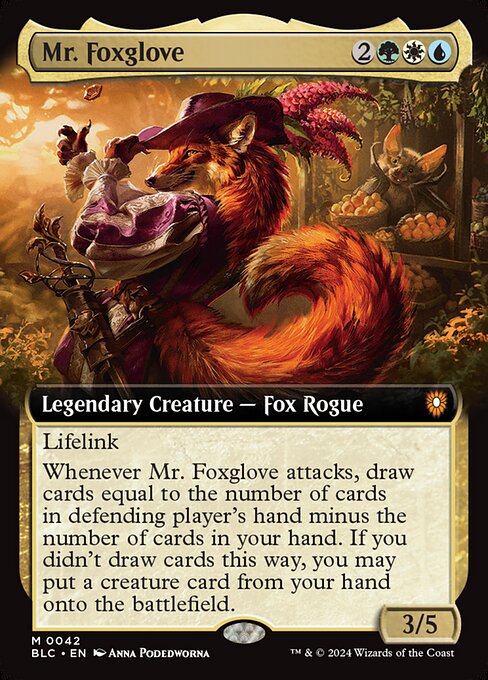 Mr. Foxglove 2
Legendary Creature — Fox Rogue
Lifelink
Whenever Mr. Foxglove attacks, draw
cards equal to the number of cards
in defending player's hand minus the
number of cards in your hand. If you
didn't draw cards this way, you may
put a creature card from your hand
onto the battlefield.
3/5
M 0042
BLC • EN Anna Podedworna
™ & © 2024 Wizards of the Coast